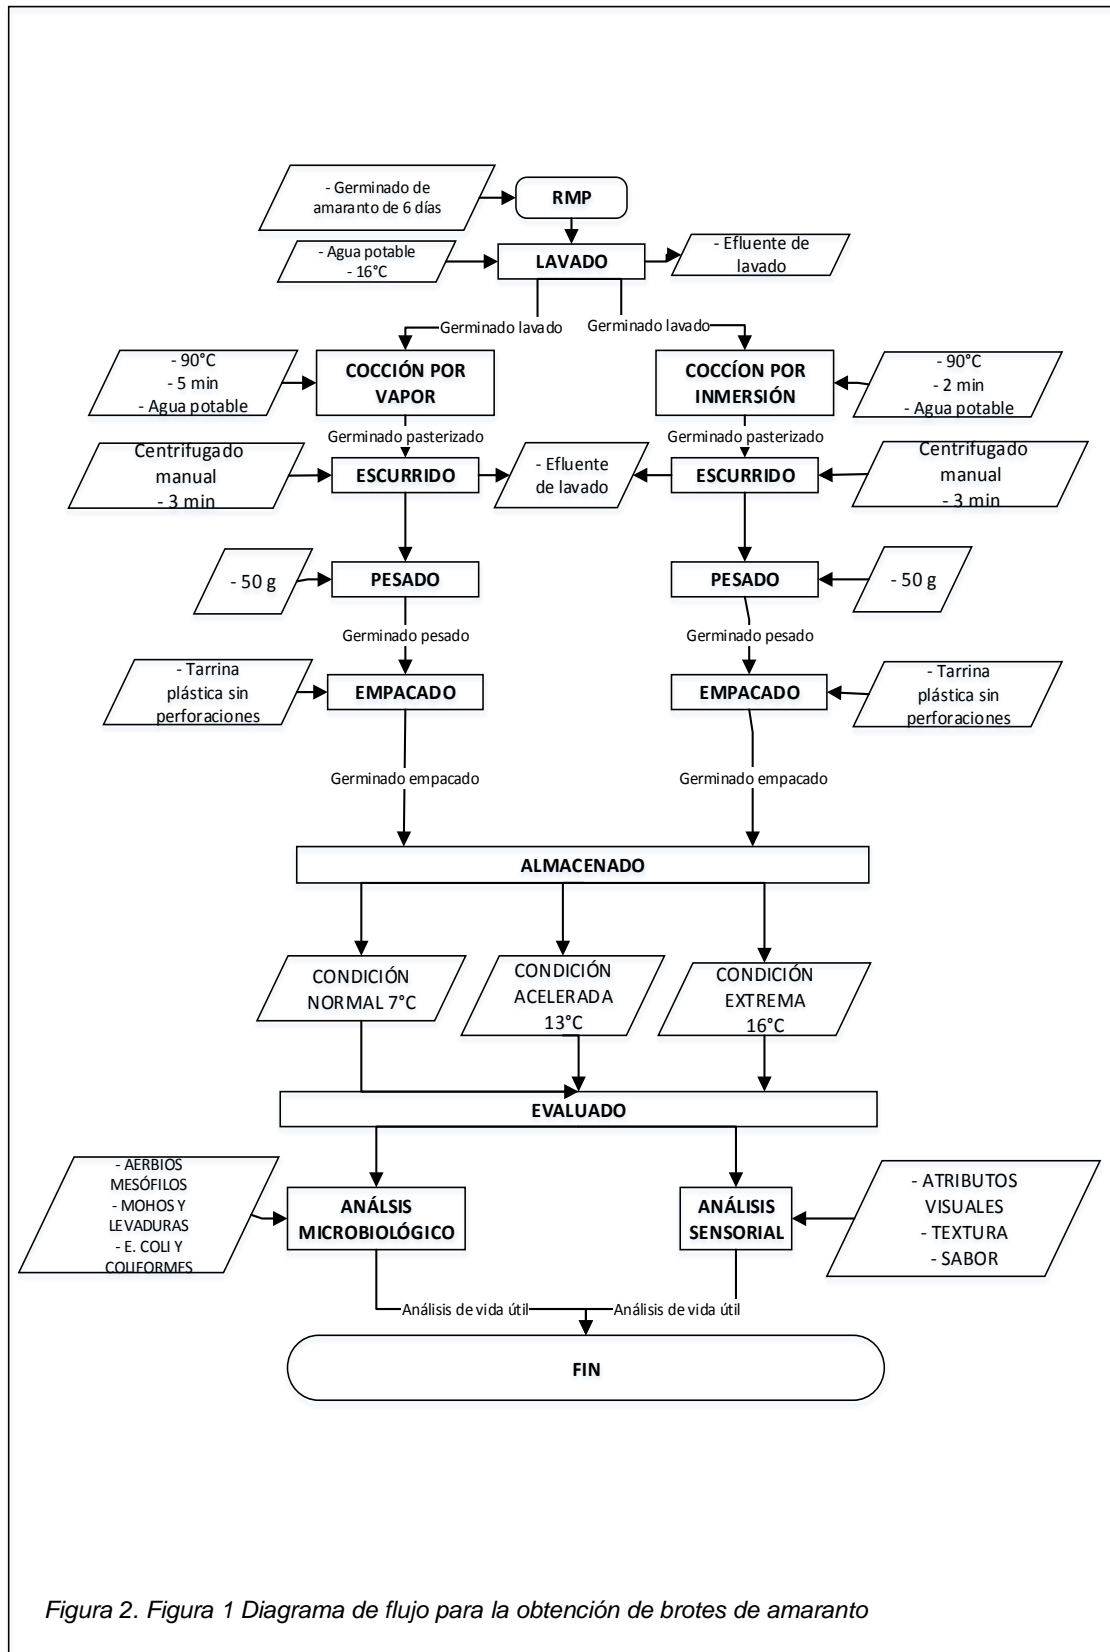 - Germinado de
amaranto de 6 días
RMP
- Agua potable
- 16°C
LAVADO
- Efluente de
lavado
Germinado lavado
Germinado lavado
- 90°C
- 5 min
- Agua potable
COCCIÓN POR
VAPOR
COCCÍON POR
INMERSIÓN
- 90°C
- 2 min
- Agua potable
Germinado pasterizado
Germinado pasterizado
Centrifugado
manual
- 3 min
ESCURRIDO
- Efluente
de lavado
ESCURRIDO
Centrifugado
manual
- 3 min
- 50 g
PESADO
PESADO
- 50 g
Germinado pesado
Germinado pesado
- Tarrina
plástica sin
perforaciones
EMPACADO
EMPACADO
- Tarrina
plástica sin
perforaciones
Germinado empacado
Germinado empacado
ALMACENADO
CONDICIÓN
NORMAL 7°C
CONDICIÓN
ACELERADA
13°C
CONDICIÓN
EXTREMA
16°C
EVALUADO
- AERBIOS
MESÓFILOS
- MOHOS Y
LEVADURAS
- E. COLI Y
COLIFORMES
ANÁLSIS
MICROBIOLÓGICO
ANÁLISIS
SENSORIAL
- ATRIBUTOS
VISUALES
- TEXTURA
- SABOR
Análisis de vida útil
Análisis de vida útil
FIN
Figura 2. Figura 1 Diagrama de flujo para la obtención de brotes de amaranto